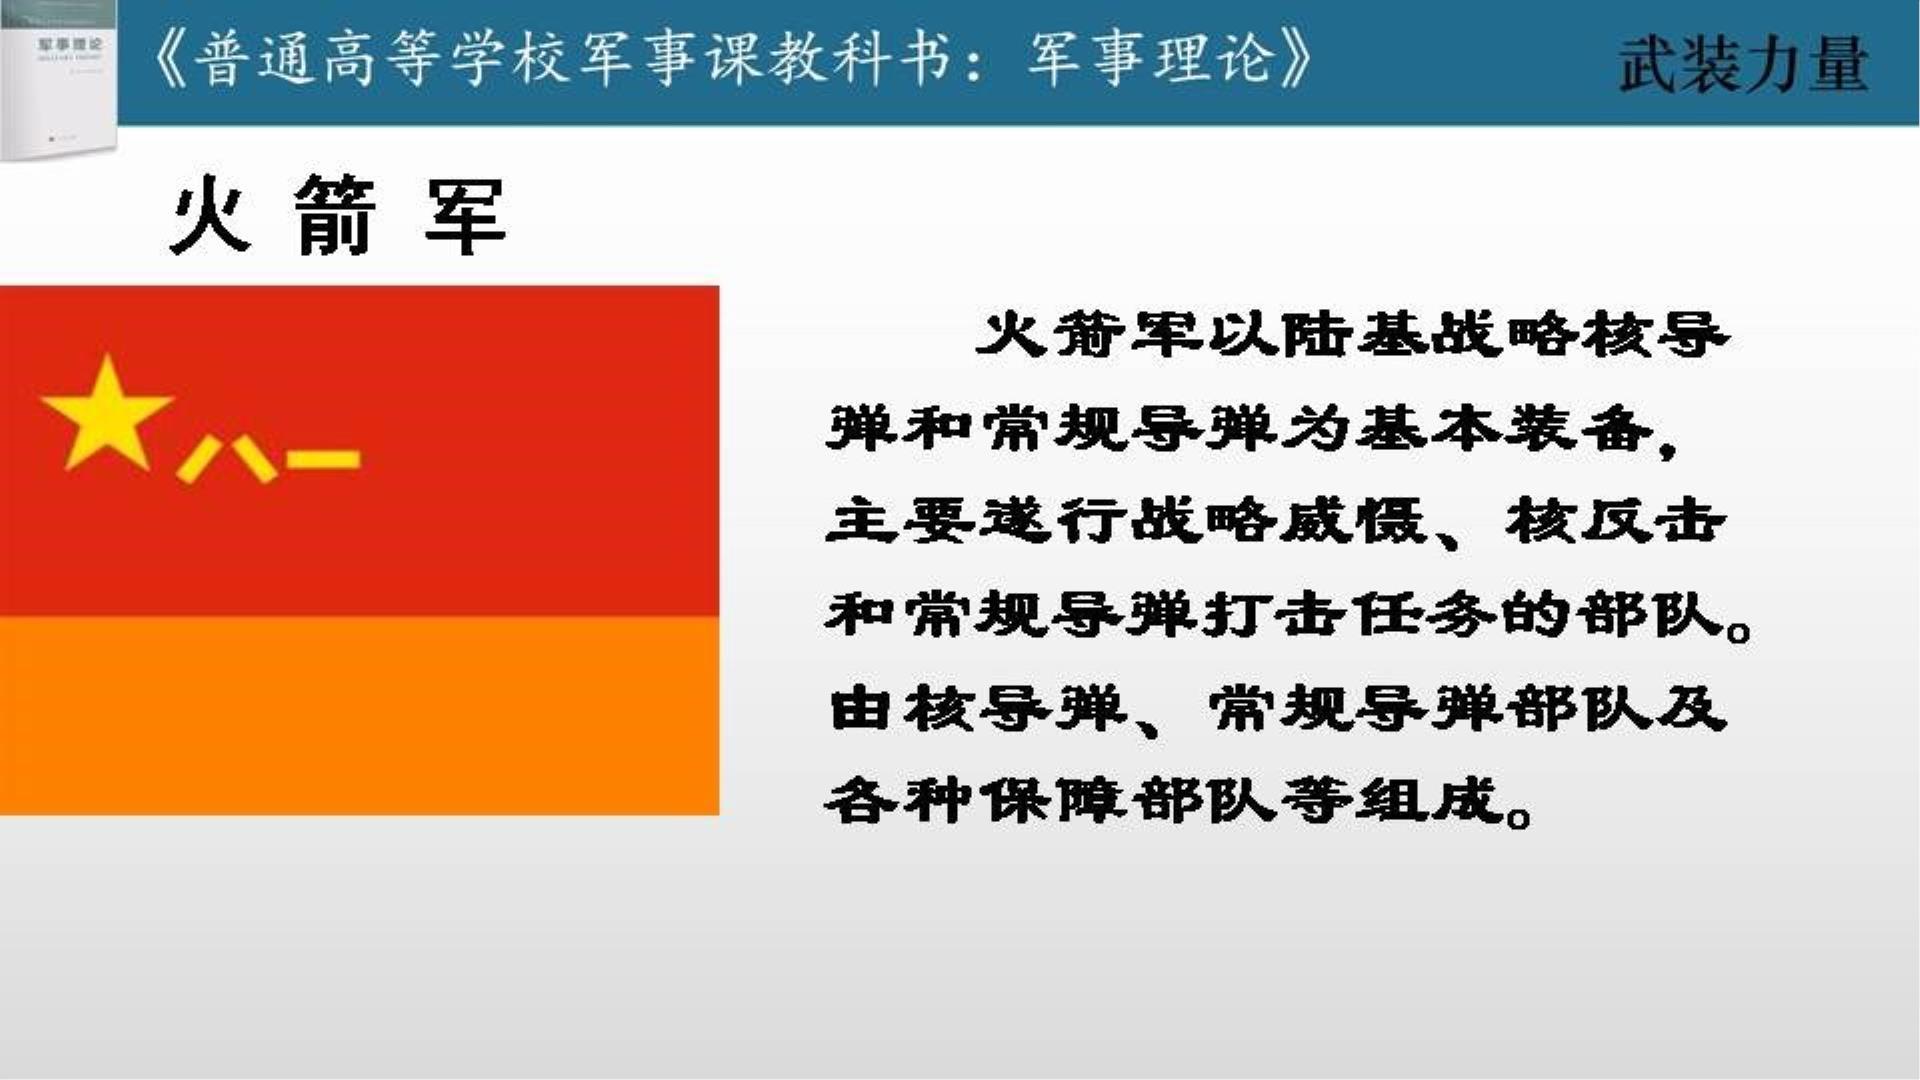 军事理论
《普通高等学校军事课教科书：军事理论》
武装力量
火箭军
八一
火箭军以陆基战略核导
弹和常规导弹为基本装备，
主要遂行战略威慑、核反击
和常规导弹打击任务的部队。
由核导弹、常规导弹部队及
各种保障部队等组成。